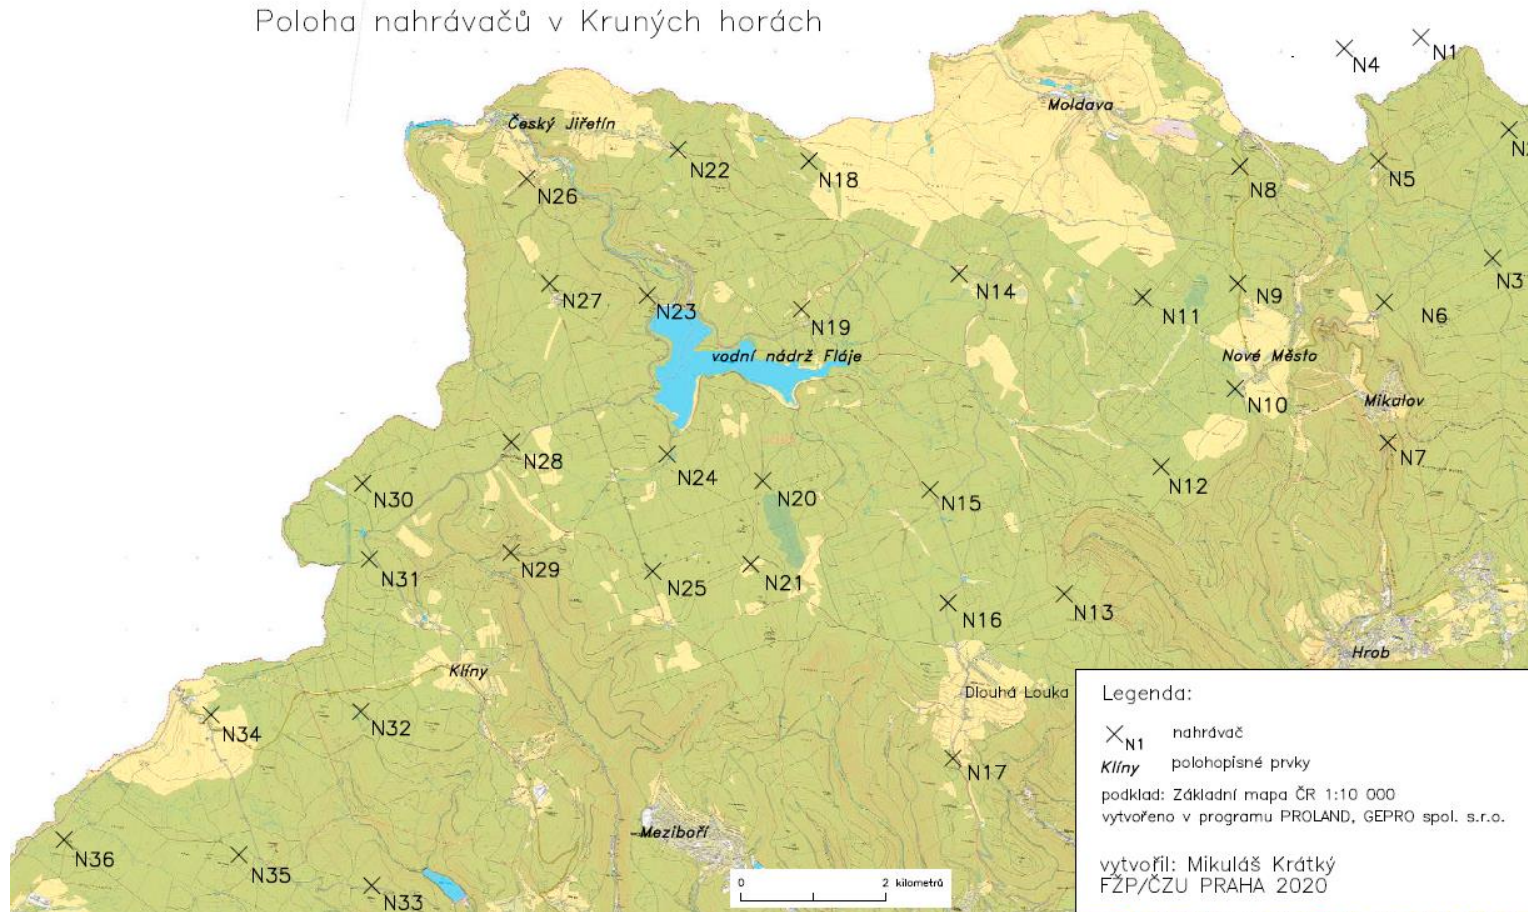 Poloha nahrávačů v Kruných horách
N4
N1
Moldava
Český Jiřetín
N22
N18
N8
N5
N26
N27
N23
N14
N11
N9
N31
N6
N19
vodní nádrž Fláje
Nové Město
N10
Mikulov
N28
N24
N7
N30
N20
N15
N12
N31
N29
N25
N21
N16
N13
Klíny
Hrob
Dlouhá Louka
N34
N32
N17
Meziboří
N36
N35
N33
0 2 kilometrů
Legenda:
N1 nahrávač
Klíny polohopisné prvky
podklad: Základní mapa ČR 1:10 000
vytvořeno v programu PROLAND, GEPRO spol. s.r.o.
vytvořil: Mikuláš Krátký
FŽP/ČZU PRAHA 2020